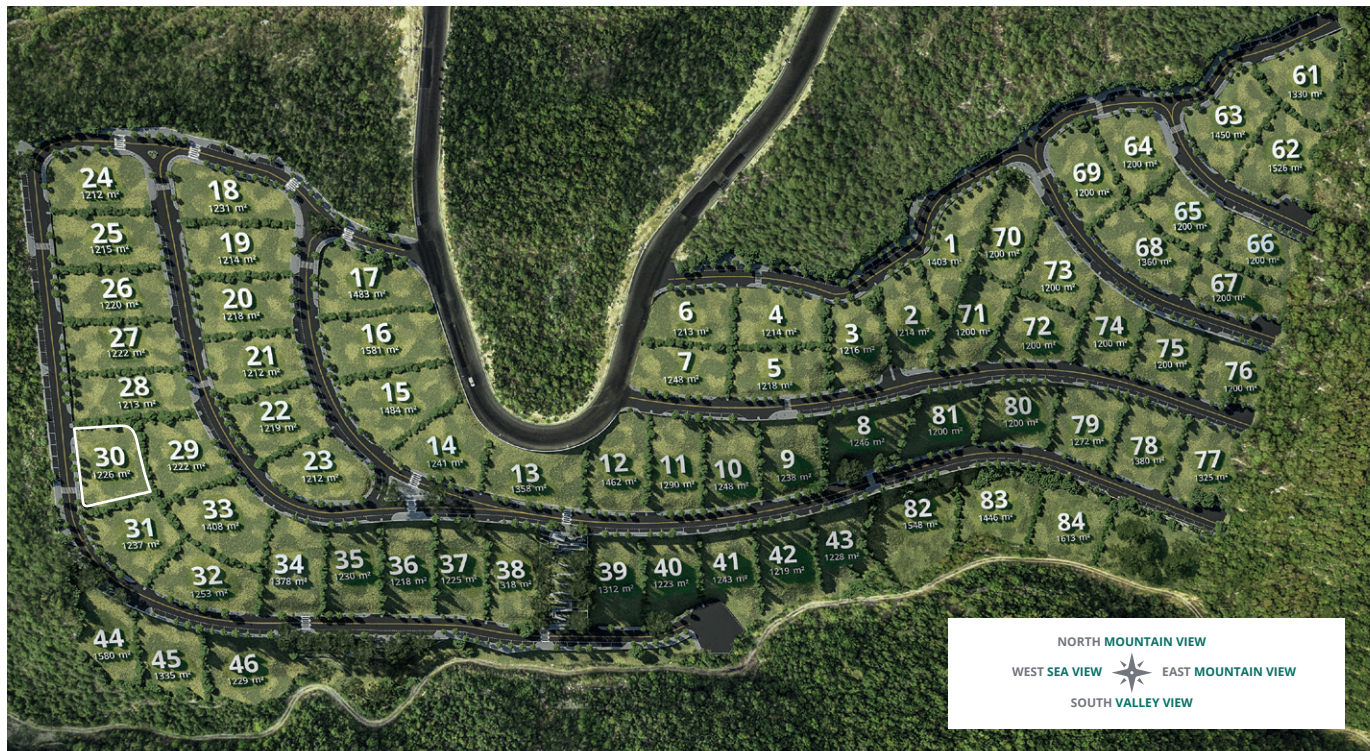 61
1330 m²
63
1450 m²
62
1526 m²
64
1200 m²
69
1200 m²
65
1200 m²
66
1200 m²
68
1360 m²
67
1200 m²
24
1212 m²
18
1231 m²
25
1215 m²
19
1214 m²
17
1483 m²
1
1403 m²
70
1200 m²
73
1200 m²
26
1220 m²
20
1218 m²
16
1581 m²
6
1213 m²
4
1214 m²
3
1216 m²
2
1214 m²
71
1200 m²
72
1200 m²
74
1200 m²
75
1200 m²
76
1200 m²
27
1222 m²
21
1212 m²
7
1248 m²
5
1218 m²
28
1213 m²
22
1219 m²
15
1484 m²
30
1226 m²
29
1222 m²
23
1212 m²
14
1241 m²
13
1358 m²
12
1462 m²
11
1290 m²
10
1248 m²
9
1238 m²
8
1246 m²
81
1200 m²
80
1200 m²
79
1272 m²
78
380 m²
77
1325 m²
31
1237 m²
33
1408 m²
32
1253 m²
34
1378 m²
35
230 m²
36
1218 m²
37
1225 m²
38
318 m²
39
1312 m²
40
1223 m²
41
1243 m²
42
1219 m²
43
1228 m²
82
1548 m²
83
1446 m²
84
1613 m²
44
1580 m²
45
1335 m²
46
1229 m²
NORTH MOUNTAIN VIEW
WEST SEA VIEW EAST MOUNTAIN VIEW
SOUTH VALLEY VIEW